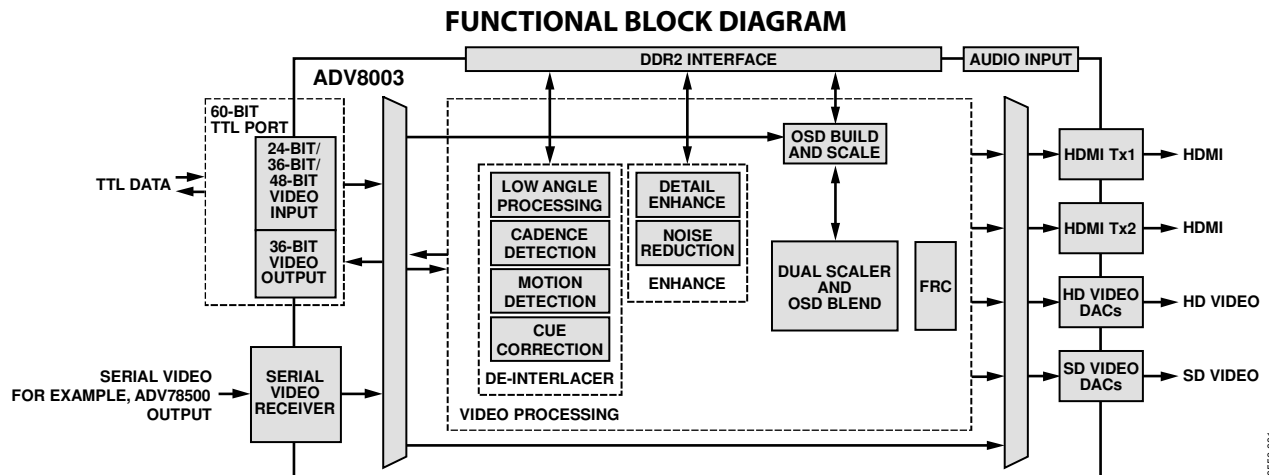 FUNCTIONAL BLOCK DIAGRAM
DDR2 INTERFACE
AUDIO INPUT
ADV8003
60-BIT
TTL PORT
24-BIT/
36-BIT/
48-BIT
VIDEO
INPUT
TTL DATA
36-BIT
VIDEO
OUTPUT
OSD BUILD
AND SCALE
LOW ANGLE
PROCESSING
CADENCE
DETECTION
MOTION
DETECTION
CUE
CORRECTION
DE-INTERLACER
DETAIL
ENHANCE
NOISE
REDUCTION
ENHANCE
DUAL SCALER
AND
OSD BLEND
FRC
VIDEO PROCESSING
HDMI Tx1
HDMI
HDMI Tx2
HDMI
HD VIDEO
DACs
HD VIDEO
SD VIDEO
DACs
SD VIDEO
SERIAL VIDEO
FOR EXAMPLE, ADV78500
OUTPUT
SERIAL
VIDEO
RECEIVER